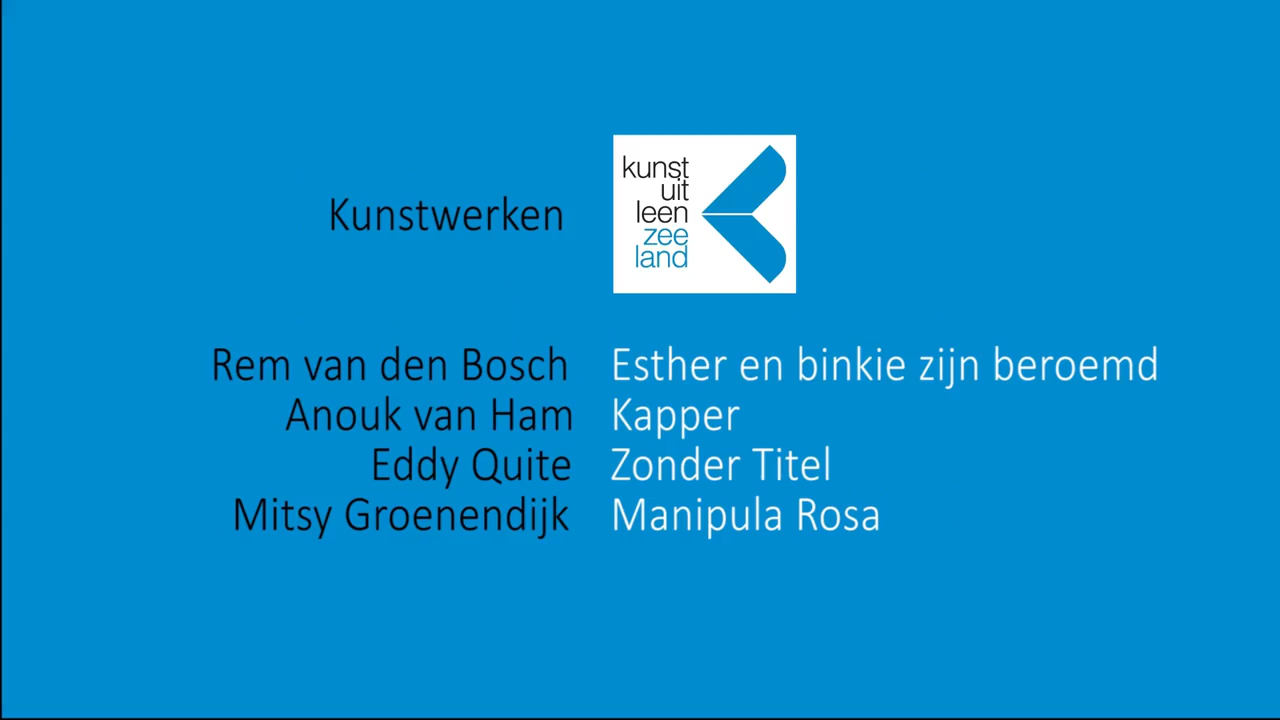 Kunstwerken
kunst
uit
leen
zee
land
Rem van den Bosch Esther en binkie zijn beroemd
Anouk van Ham Kapper
Eddy Quite Zonder Titel
Mitsy Groenendijk Manipula Rosa